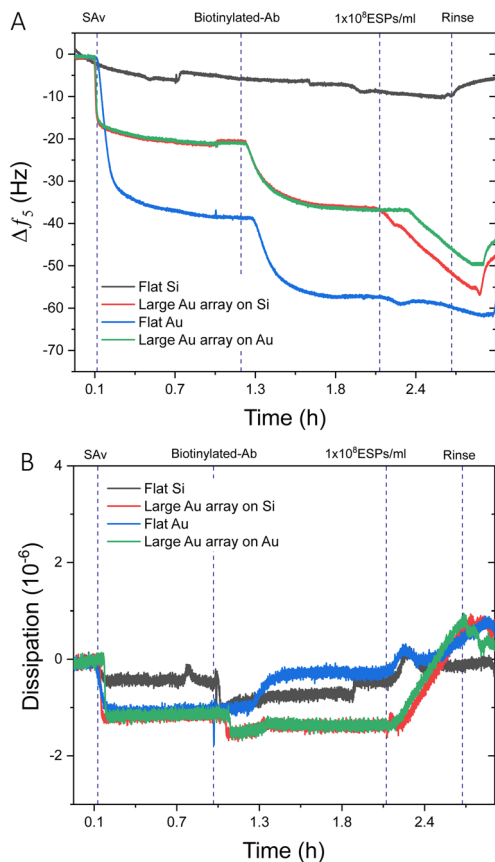 A
SAv
Biotinylated-Ab
1x10⁸ESPs/ml
Rinse
0
-10
-20
-30
-40
-50
-60
-70
Δf₅ (Hz)
Flat Si
Large Au array on Si
Flat Au
Large Au array on Au
0.1
0.7
1.3
1.8
2.4
Time (h)
B
SAv
Biotinylated-Ab
1x10⁸ESPs/ml
Rinse
4
2
0
-2
Dissipation (10⁻⁶)
Flat Si
Large Au array on Si
Flat Au
Large Au array on Au
0.1
0.7
1.3
1.8
2.4
Time (h)